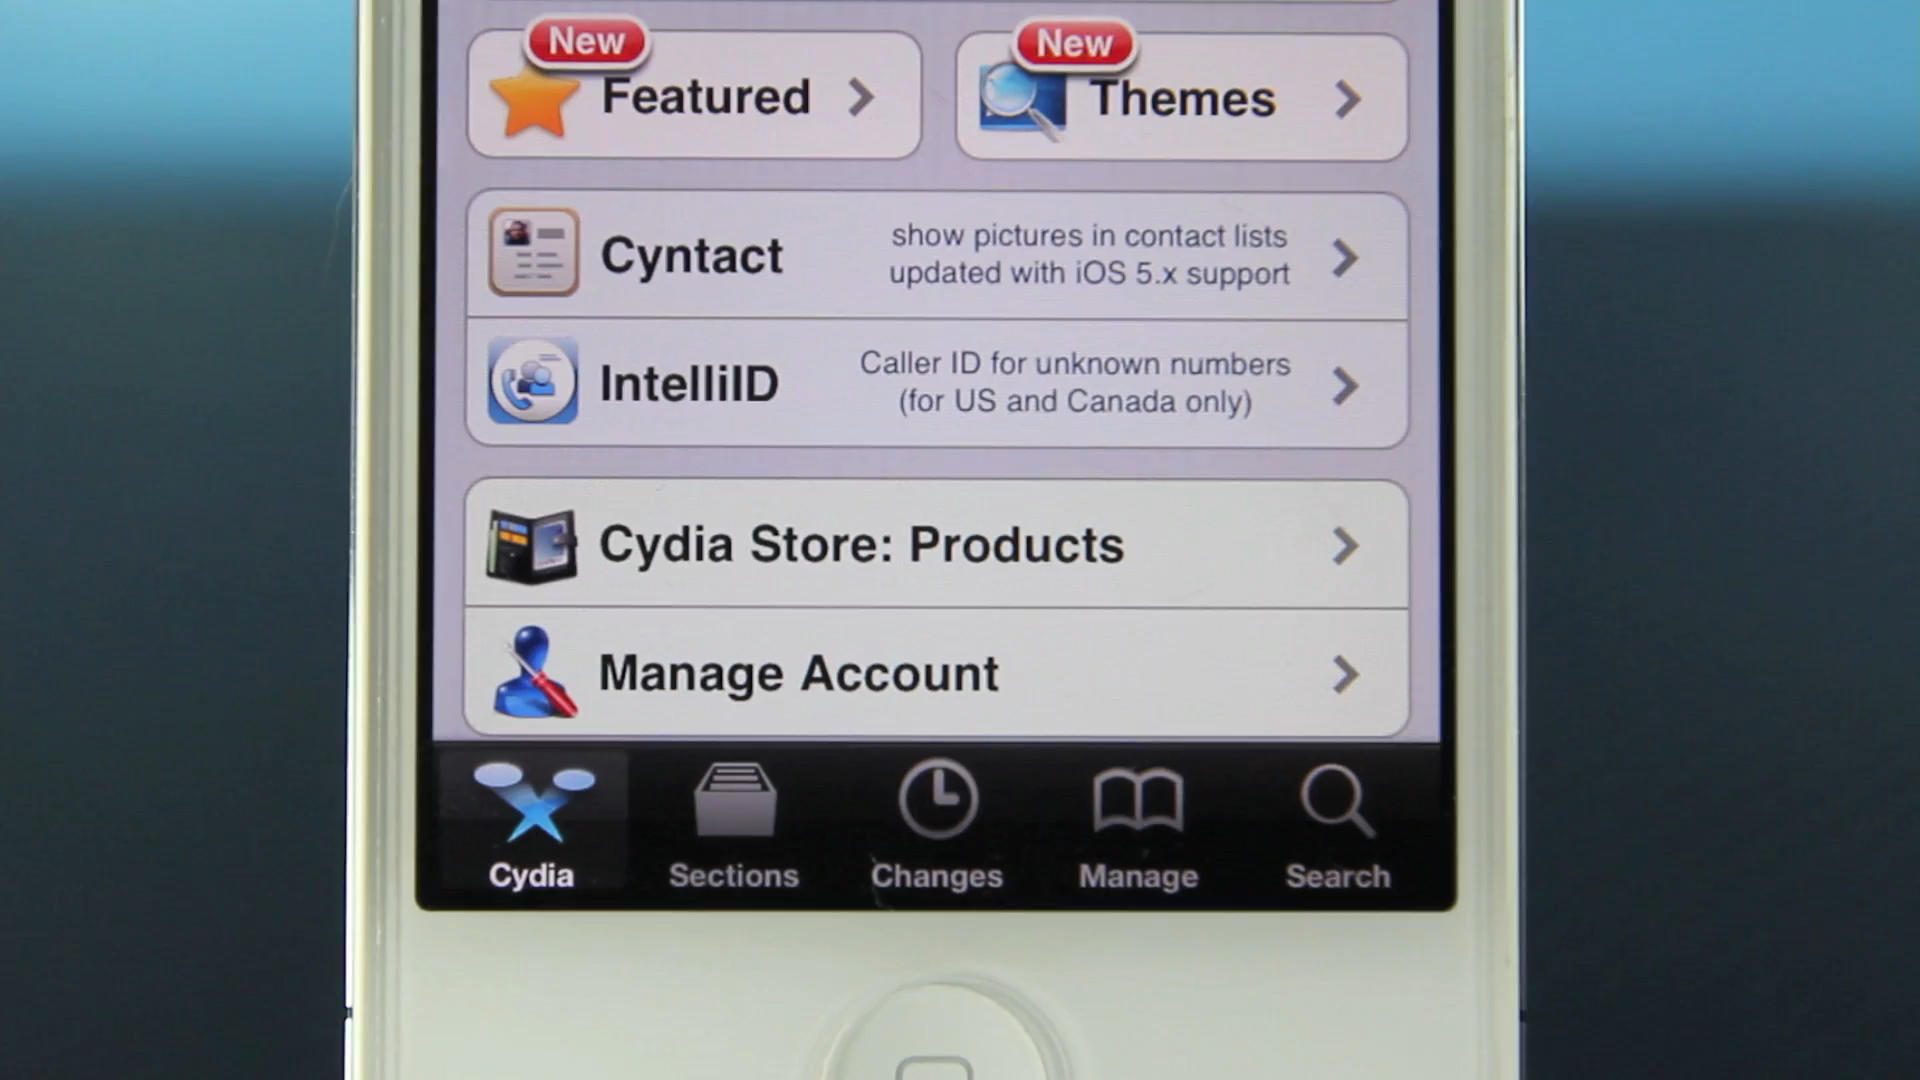 New
Featured
New
Themes
Cyntact
show pictures in contact lists
updated with iOS 5.x support
IntelliID
Caller ID for unknown numbers
(for US and Canada only)
Cydia Store: Products
Manage Account
Cydia
Sections
Changes
Manage
Search